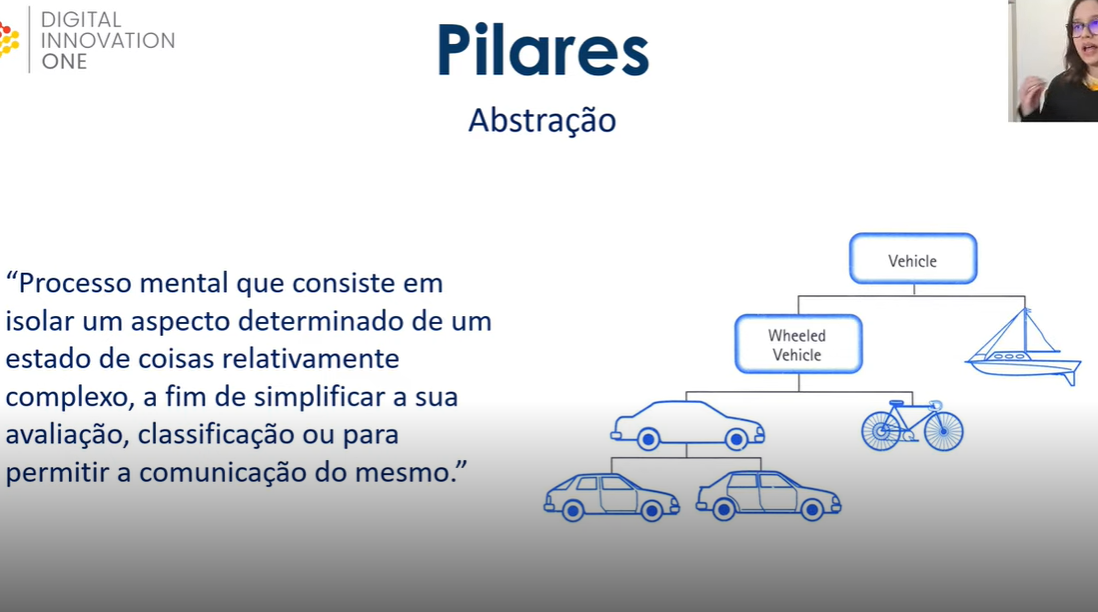 DIGITAL
INNOVATION
ONE
Pilares
Abstração
“Processo mental que consiste em
isolar um aspecto determinado de um
estado de coisas relativamente
complexo, a fim de simplificar a sua
avaliação, classificação ou para
permitir a comunicação do mesmo.”
Vehicle
Wheeled
Vehicle